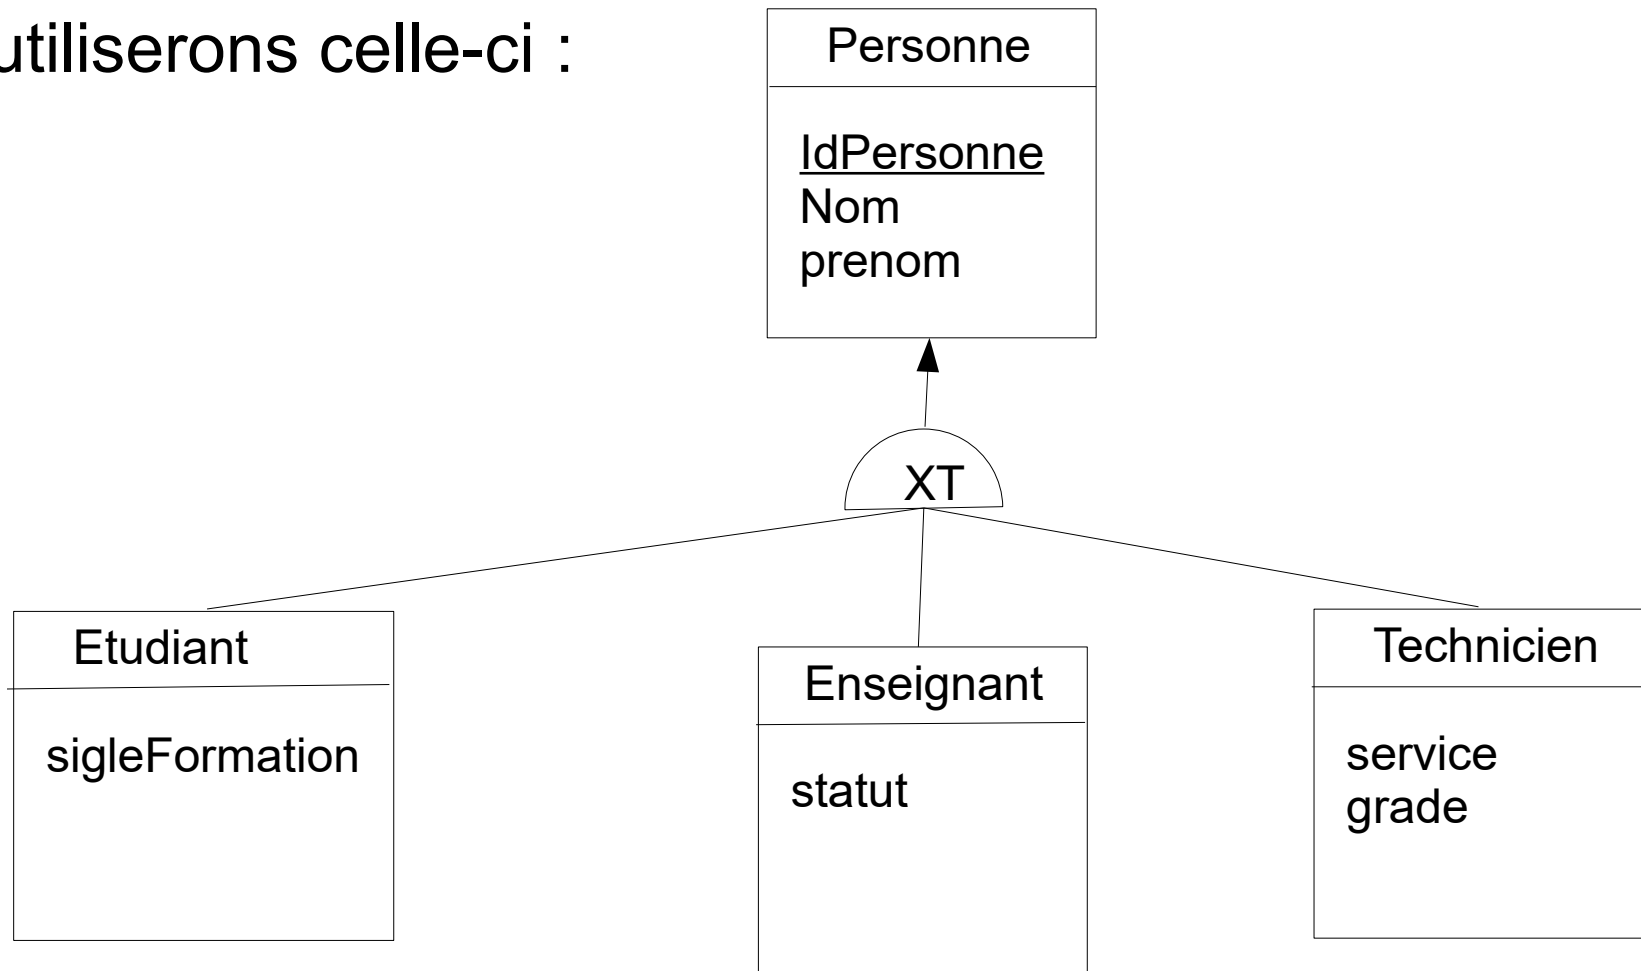 utiliserons celle-ci :
Personne
IdPersonne
Nom
prenom
XT
Etudiant
sigleFormation
Enseignant
statut
Technicien
service
grade